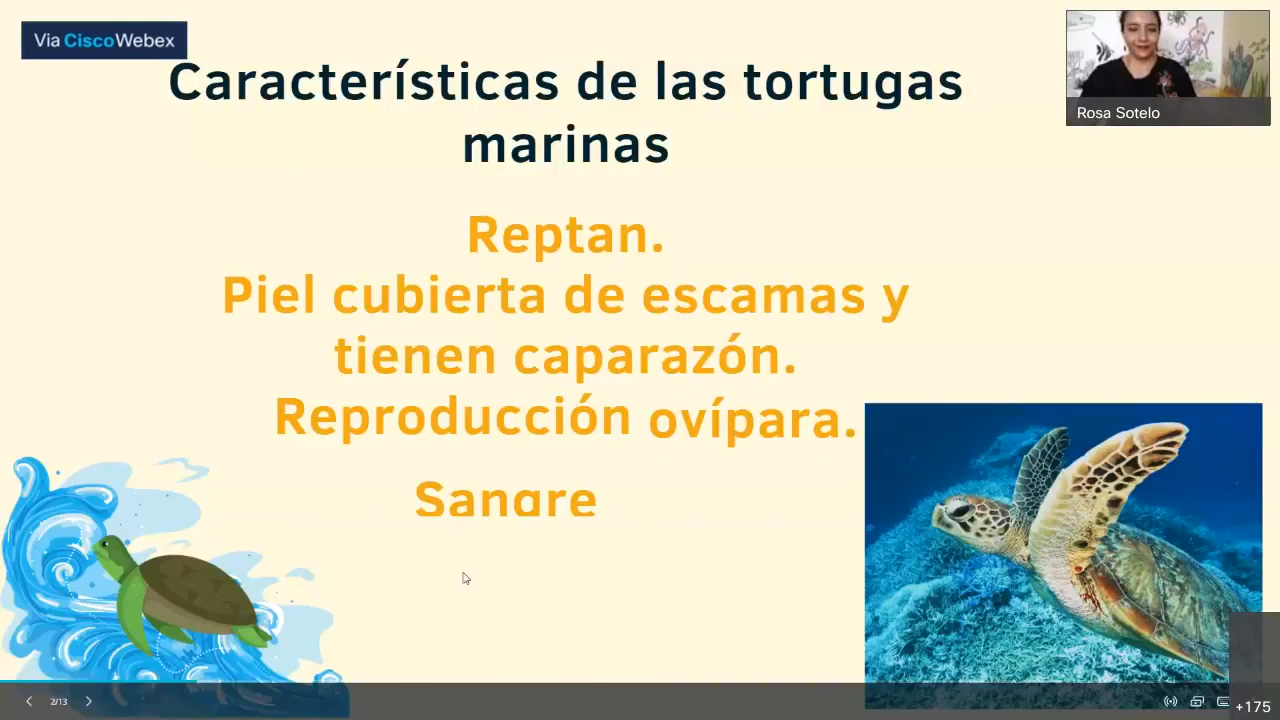 Via CiscoWebex
Características de las tortugas
marinas
Rosa Sotelo
Reptan.
Piel cubierta de escamas y
tienen caparazón.
Reproducción ovípara.
Sangre
2/13
+175